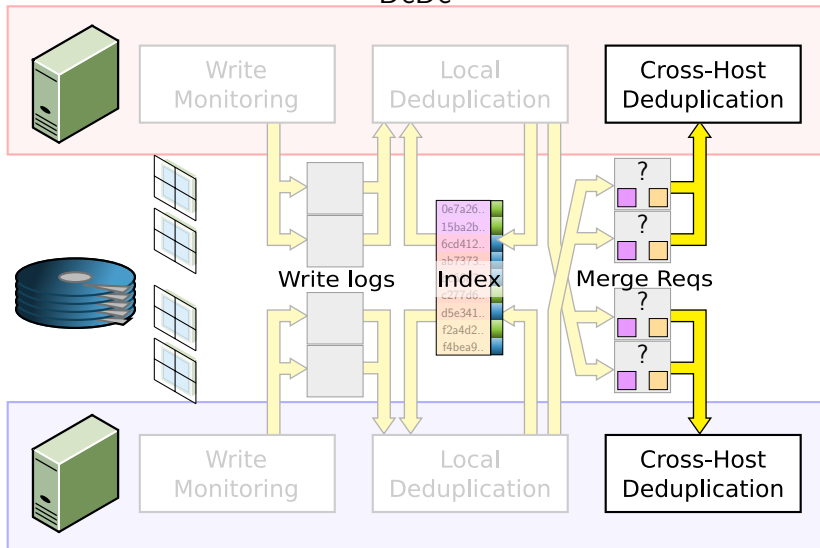 DeDe
Write
Monitoring
Local
Deduplication
Cross-Host
Deduplication
?
?
0e7a26..
15ba2b..
6cd412..
ab7373..
Write logs
Index
Merge Reqs
c277d6..
d5e341..
f2a4d2..
f4bea9..
?
?
Write
Monitoring
Local
Deduplication
Cross-Host
Deduplication